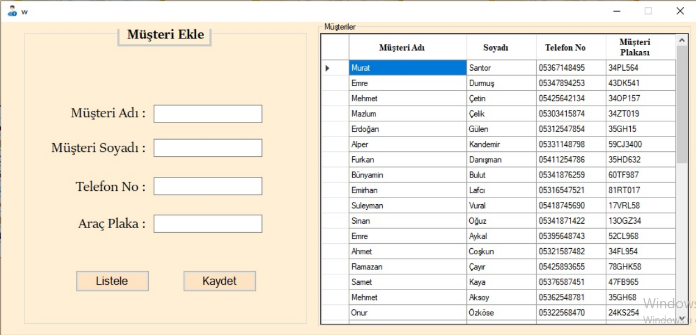 w
Müşteri Ekle
Müşteri Adı :
Müşteri Soyadı :
Telefon No :
Araç Plaka :
Listele Kaydet
Müşteriler
Müşteri Adı Soyadı Telefon No Müşteri Plakası
Murat Santor 05367148495 34PL564
Emre Durmuş 05347894253 43DK541
Mehmet Çetin 05425642134 34OP157
Mazlum Çelik 05303415874 34ZT019
Erdoğan Gülen 05312547854 35GH15
Alper Kandemir 05331148798 59CJ3400
Furkan Danışman 05411254786 35HD632
Bünyamin Bulut 05341876259 60TF987
Emirhan Lafcı 05316547521 81RT017
Suleyman Vural 05418745690 17VRL58
Sinan Oğuz 05341871422 13OGZ34
Emre Aykal 05395648743 52CL968
Ahmet Coşkun 05321587482 34FL954
Ramazan Çayır 05425893655 78GHK58
Samet Kaya 05376587451 47FB965
Mehmet Aksoy 05362548781 35GH68
Onur Özköse 05322568470 24KS254
Windows
Windows'u